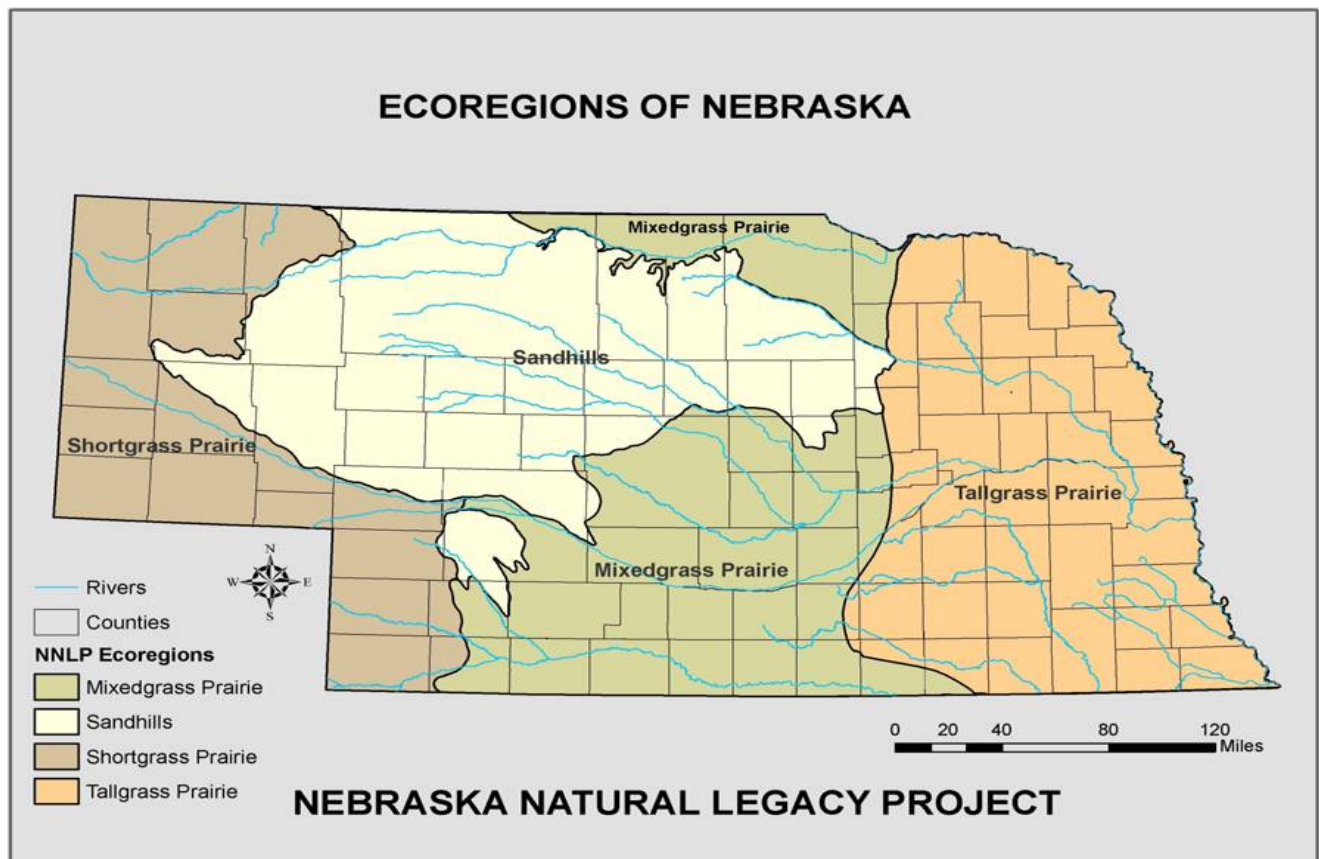 ECOREGIONS OF NEBRASKA
Mixedgrass Prairie
Sandhills
Shortgrass Prairie
Tallgrass Prairie
Mixedgrass Prairie
N
W E
S
Rivers
Counties
NNLP Ecoregions
Mixedgrass Prairie
Sandhills
Shortgrass Prairie
Tallgrass Prairie
0 20 40 80 120
Miles
NEBRASKA NATURAL LEGACY PROJECT